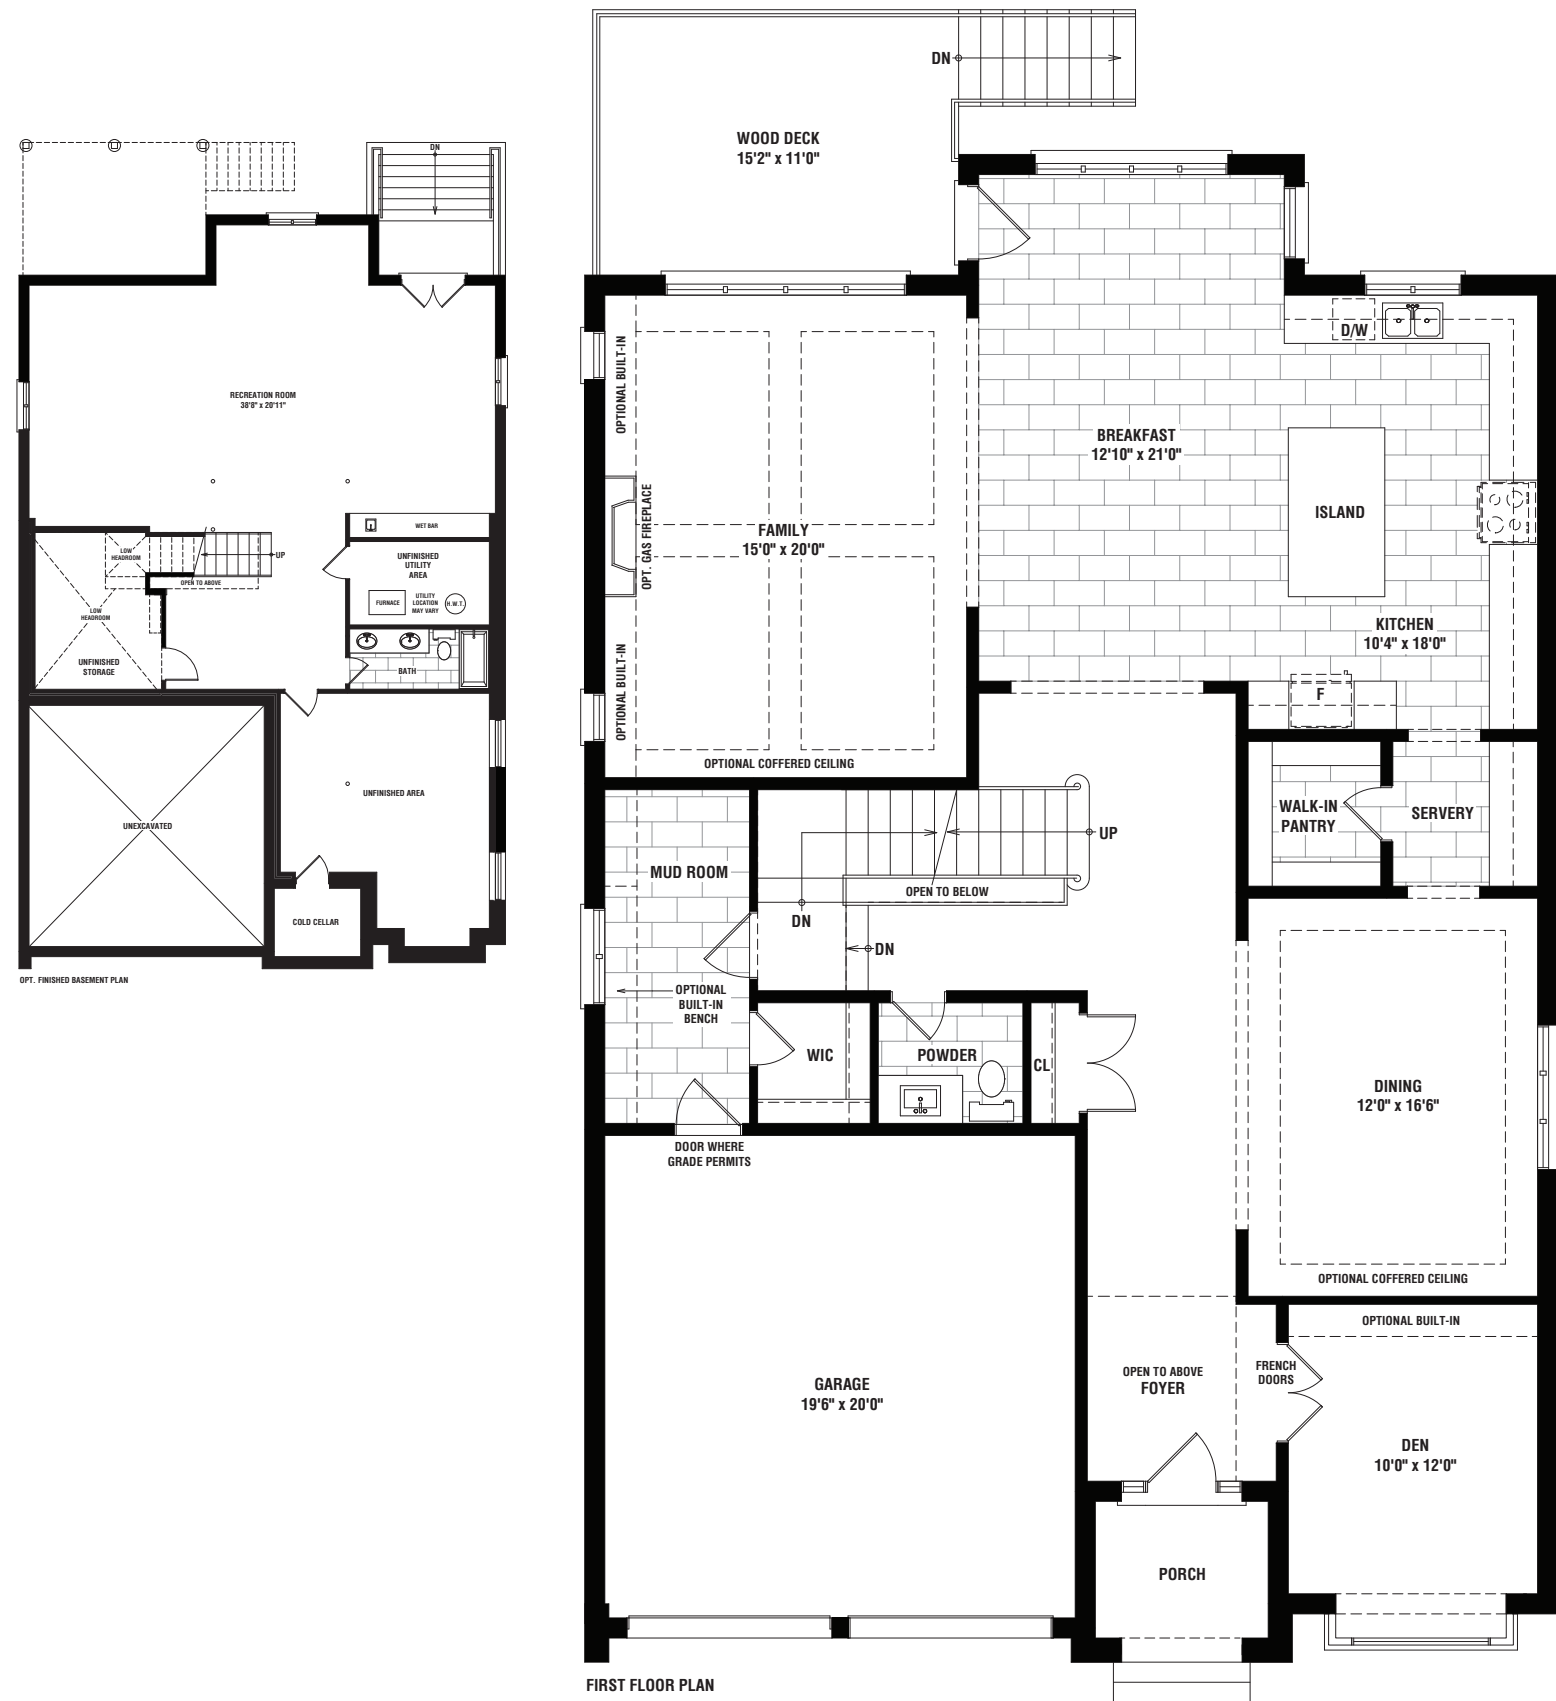 DN
RECREATION ROOM
38'8" x 20'11"
WET BAR
LOW
HEADROOM
UP
OPEN TO ABOVE
UNFINISHED
UTILITY
AREA
FURNACE
UTILITY
LOCATION
MAY VARY
H.W.T.
LOW
HEADROOM
UNFINISHED
STORAGE
BATH
UNFINISHED AREA
UNEXCAVATED
COLD CELLAR
OPT. FINISHED BASEMENT PLAN
DN
WOOD DECK
15'2" x 11'0"
D/W
OPTIONAL BUILT-IN
BREAKFAST
12'10" x 21'0"
ISLAND
OPT. GAS FIREPLACE
FAMILY
15'0" x 20'0"
KITCHEN
10'4" x 18'0"
OPTIONAL BUILT-IN
F
OPTIONAL COFFERED CEILING
WALK-IN
PANTRY
SERVERY
UP
MUD ROOM
OPEN TO BELOW
DN
DN
OPTIONAL
BUILT-IN
BENCH
WIC
POWDER
CL
DINING
12'0" x 16'6"
DOOR WHERE
GRADE PERMITS
OPTIONAL COFFERED CEILING
OPTIONAL BUILT-IN
OPEN TO ABOVE
FOYER
FRENCH
DOORS
GARAGE
19'6" x 20'0"
DEN
10'0" x 12'0"
PORCH
FIRST FLOOR PLAN